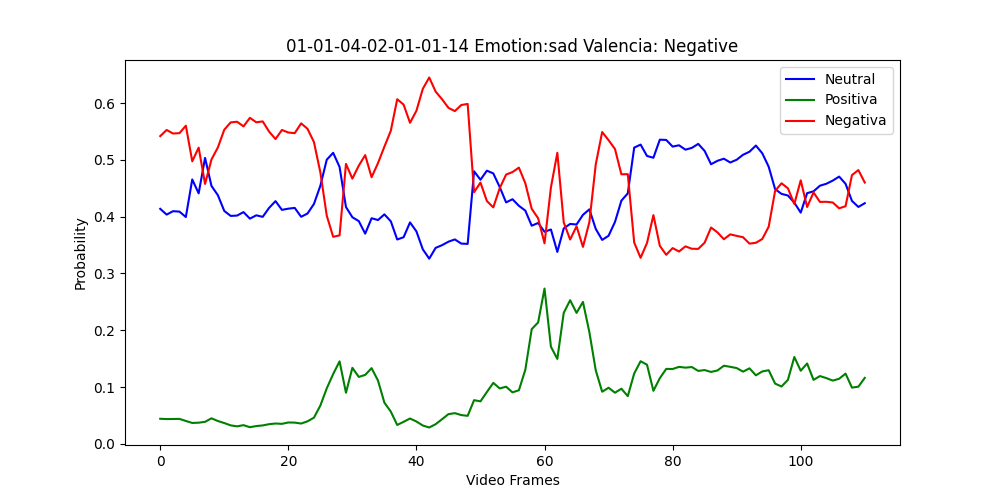 01-01-04-02-01-01-14 Emotion:sad Valencia: Negative
Neutral
Positiva
Negativa
Probability
0.6
0.5
0.4
0.3
0.2
0.1
0.0
0 20 40 60 80 100
Video Frames